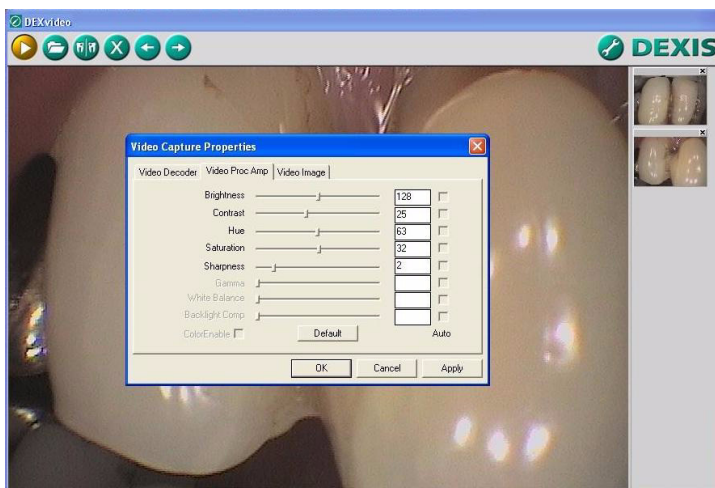 DEXvideo
DEXIS
Video Capture Properties
Video Decoder Video Proc Amp Video Image
Brightness 128
Contrast 25
Hue 63
Saturation 32
Sharpness 2
Gamma
White Balance
Backlight Comp
ColorEnable Default Auto
OK Cancel Apply